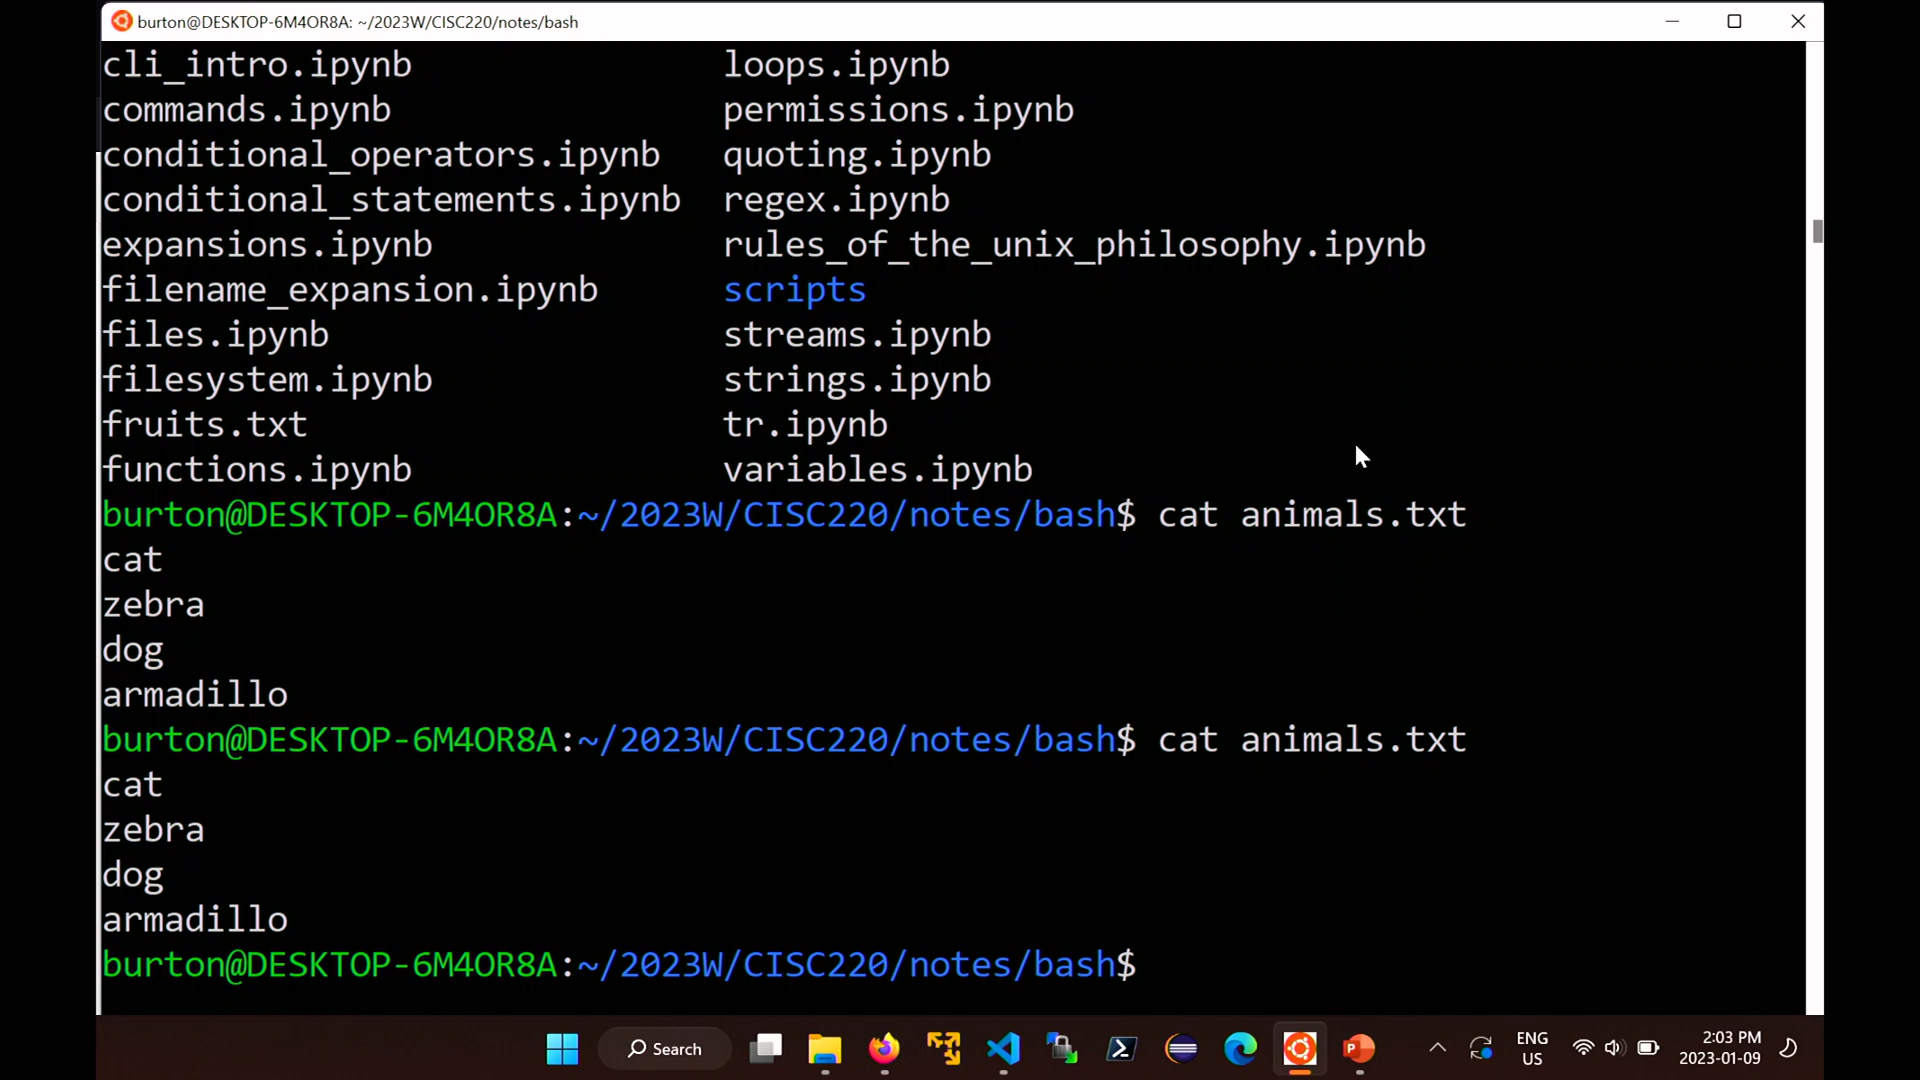 burton@DESKTOP-6M4OR8A: ~/2023W/CISC220/notes/bash
cli_intro.ipynb loops.ipynb
commands.ipynb permissions.ipynb
conditional_operators.ipynb quoting.ipynb
conditional_statements.ipynb regex.ipynb
expansions.ipynb rules_of_the_unix_philosophy.ipynb
filename_expansion.ipynb scripts
files.ipynb streams.ipynb
filesystem.ipynb strings.ipynb
fruits.txt tr.ipynb
functions.ipynb variables.ipynb
burton@DESKTOP-6M4OR8A:~/2023W/CISC220/notes/bash$ cat animals.txt
cat
zebra
dog
armadillo
burton@DESKTOP-6M4OR8A:~/2023W/CISC220/notes/bash$ cat animals.txt
cat
zebra
dog
armadillo
burton@DESKTOP-6M4OR8A:~/2023W/CISC220/notes/bash$
Search
ENG
US
2:03 PM
2023-01-09